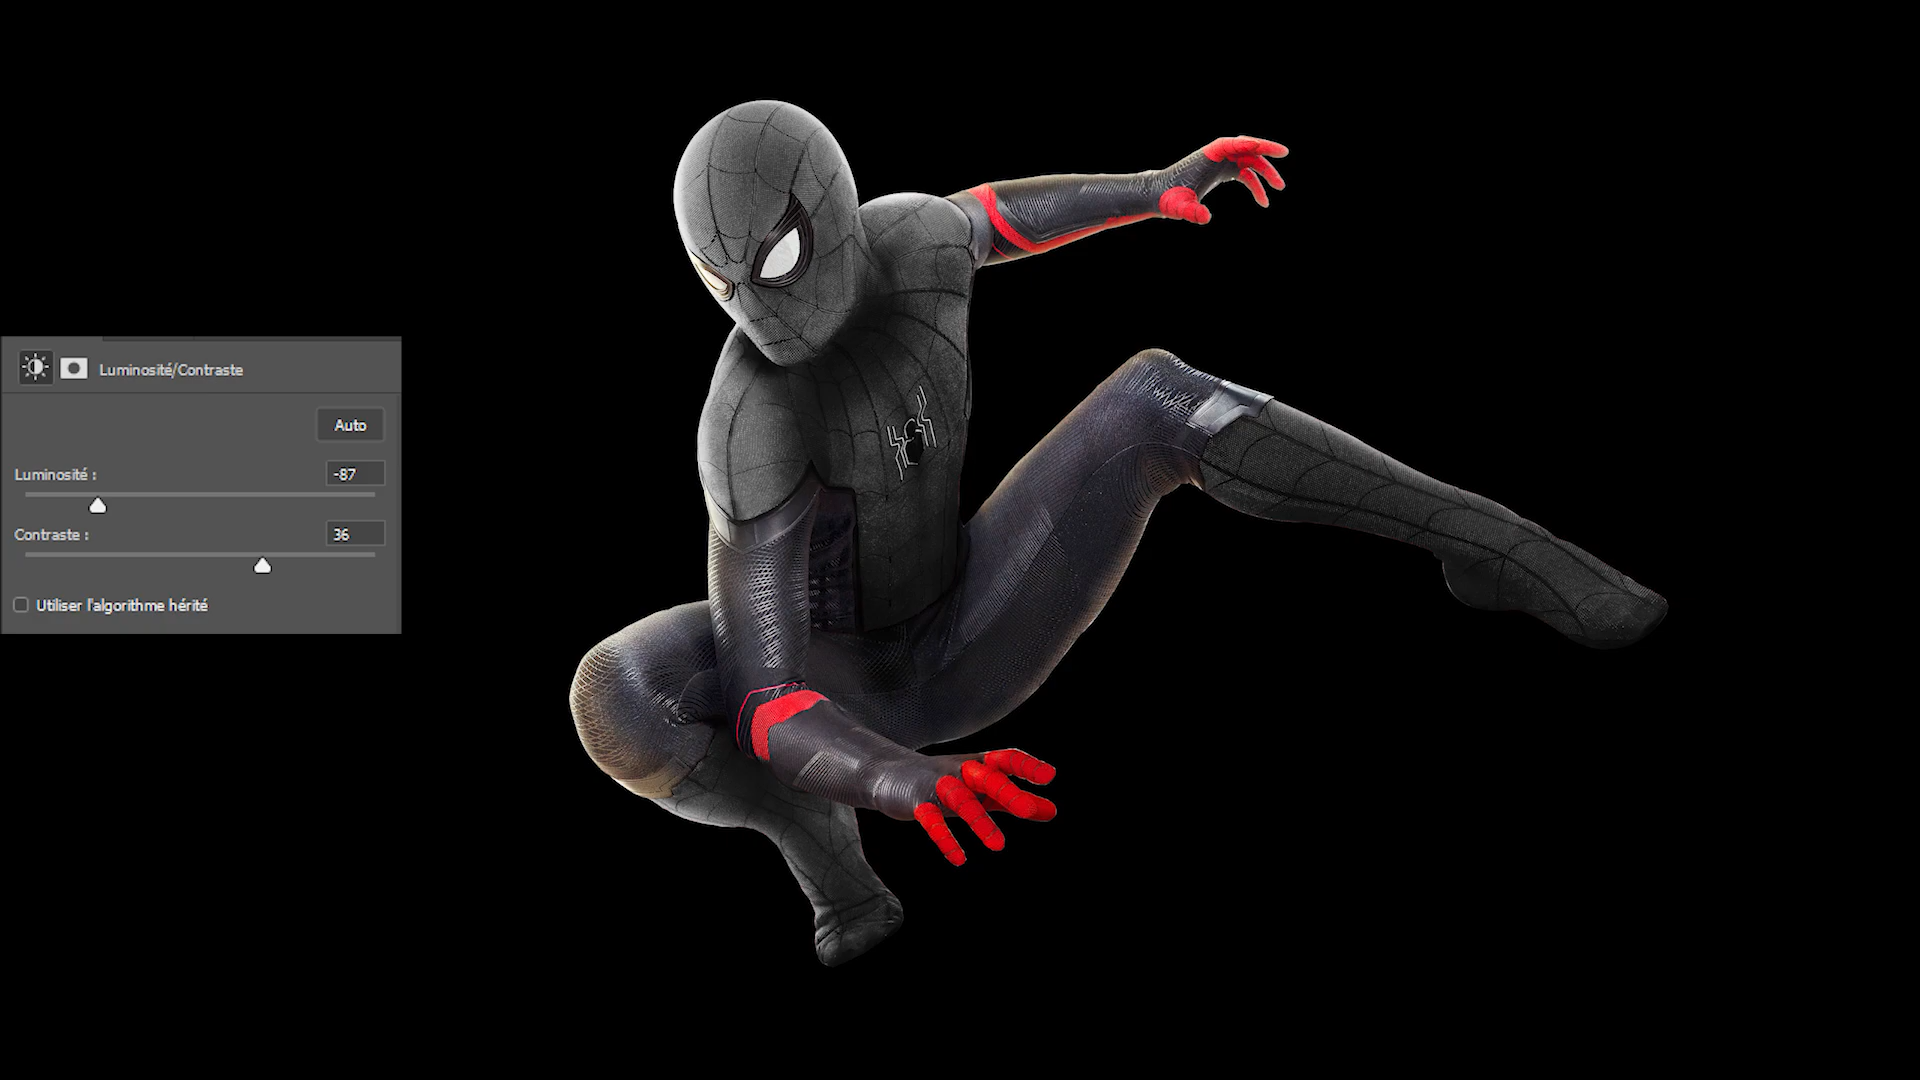 Luminosité/Contraste
Auto
Luminosité : -87
Contraste : 36
Utiliser l'algorithme hérité